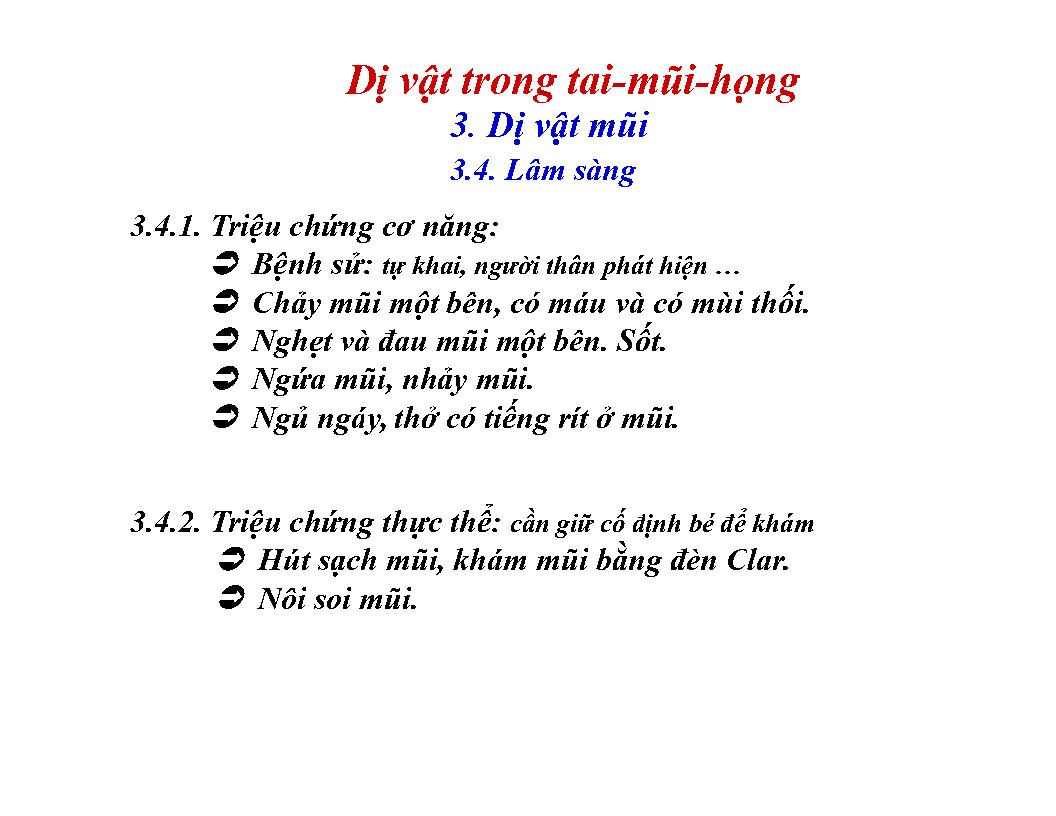 Dị vật trong tai-mũi-họng
3. Dị vật mũi
3.4. Lâm sàng
3.4.1. Triệu chứng cơ năng:
➲ Bệnh sử: tự khai, người thân phát hiện …
➲ Chảy mũi một bên, có máu và có mùi thối.
➲ Nghẹt và đau mũi một bên. Sốt.
➲ Ngứa mũi, nhảy mũi.
➲ Ngủ ngáy, thở có tiếng rít ở mũi.
3.4.2. Triệu chứng thực thể: cần giữ cố định bé để khám
➲ Hút sạch mũi, khám mũi bằng đèn Clar.
➲ Nôi soi mũi.